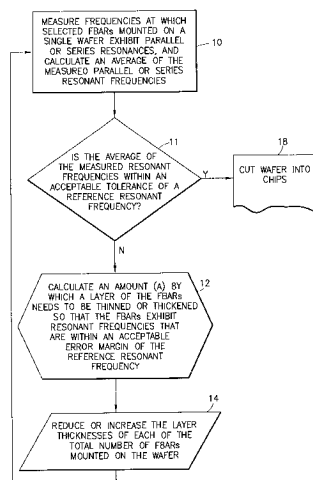 MEASURE FREQUENCIES AT WHICH
SELECTED FBARs MOUNTED ON A
SINGLE WAFER EXHIBIT PARALLEL
OR SERIES RESONANCES, AND
CALCULATE AN AVERAGE OF THE
MEASURED PARALLEL OR SERIES
RESONANT FREQUENCIES
10
11
IS THE AVERAGE OF
THE MEASURED RESONANT
FREQUENCIES WITHIN AN
ACCEPTABLE TOLERANCE OF A
REFERENCE RESONANT
FREQUENCY?
Y
18
CUT WAFER INTO
CHIPS
N
12
CALCULATE AN AMOUNT (A) BY
WHICH A LAYER OF THE FBARs
NEEDS TO BE THINNED OR THICKENED
SO THAT THE FBARs EXHIBIT
RESONANT FREQUENCIES THAT
ARE WITHIN AN ACCEPTABLE
ERROR MARGIN OF THE
REFERENCE RESONANT
FREQUENCY
14
REDUCE OR INCREASE THE LAYER
THICKNESSES OF EACH OF THE
TOTAL NUMBER OF FBARs
MOUNTED ON THE WAFER